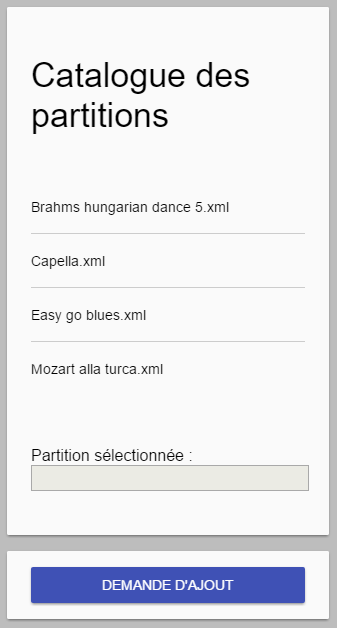 Catalogue des
partitions
Brahms hungarian dance 5.xml
Capella.xml
Easy go blues.xml
Mozart alla turca.xml
Partition sélectionnée :
DEMANDE D'AJOUT